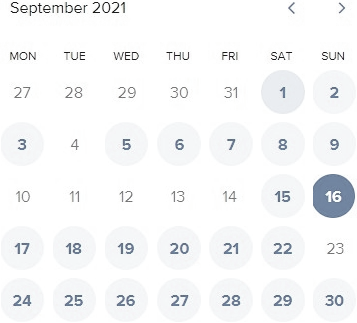 September 2021
MON TUE WED THU FRI SAT SUN
27 28 29 30 31 1 2
3 4 5 6 7 8 9
10 11 12 13 14 15 16
17 18 19 20 21 22 23
24 25 26 27 28 29 30